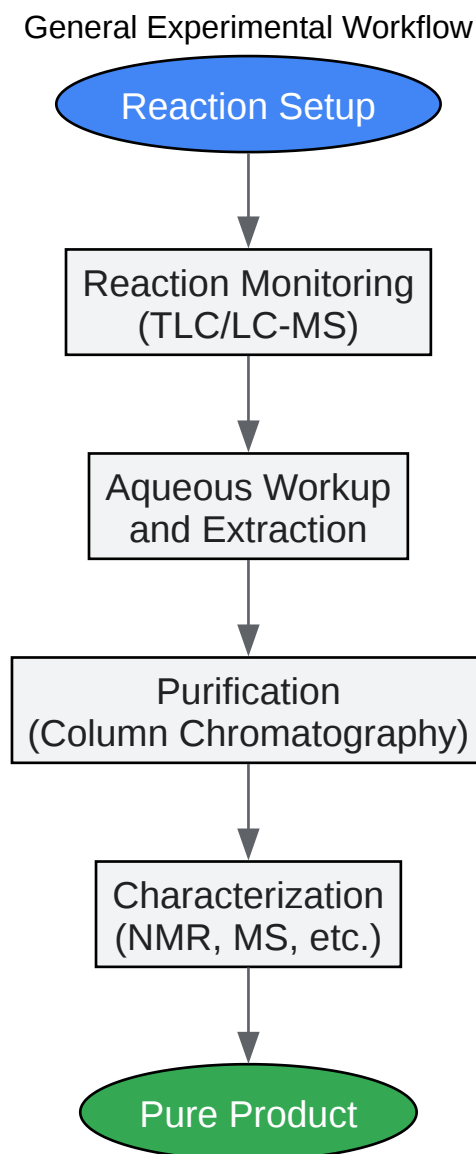 General Experimental Workflow
Reaction Setup
Reaction Monitoring
(TLC/LC-MS)
Aqueous Workup
and Extraction
Purification
(Column Chromatography)
Characterization
(NMR, MS, etc.)
Pure Product